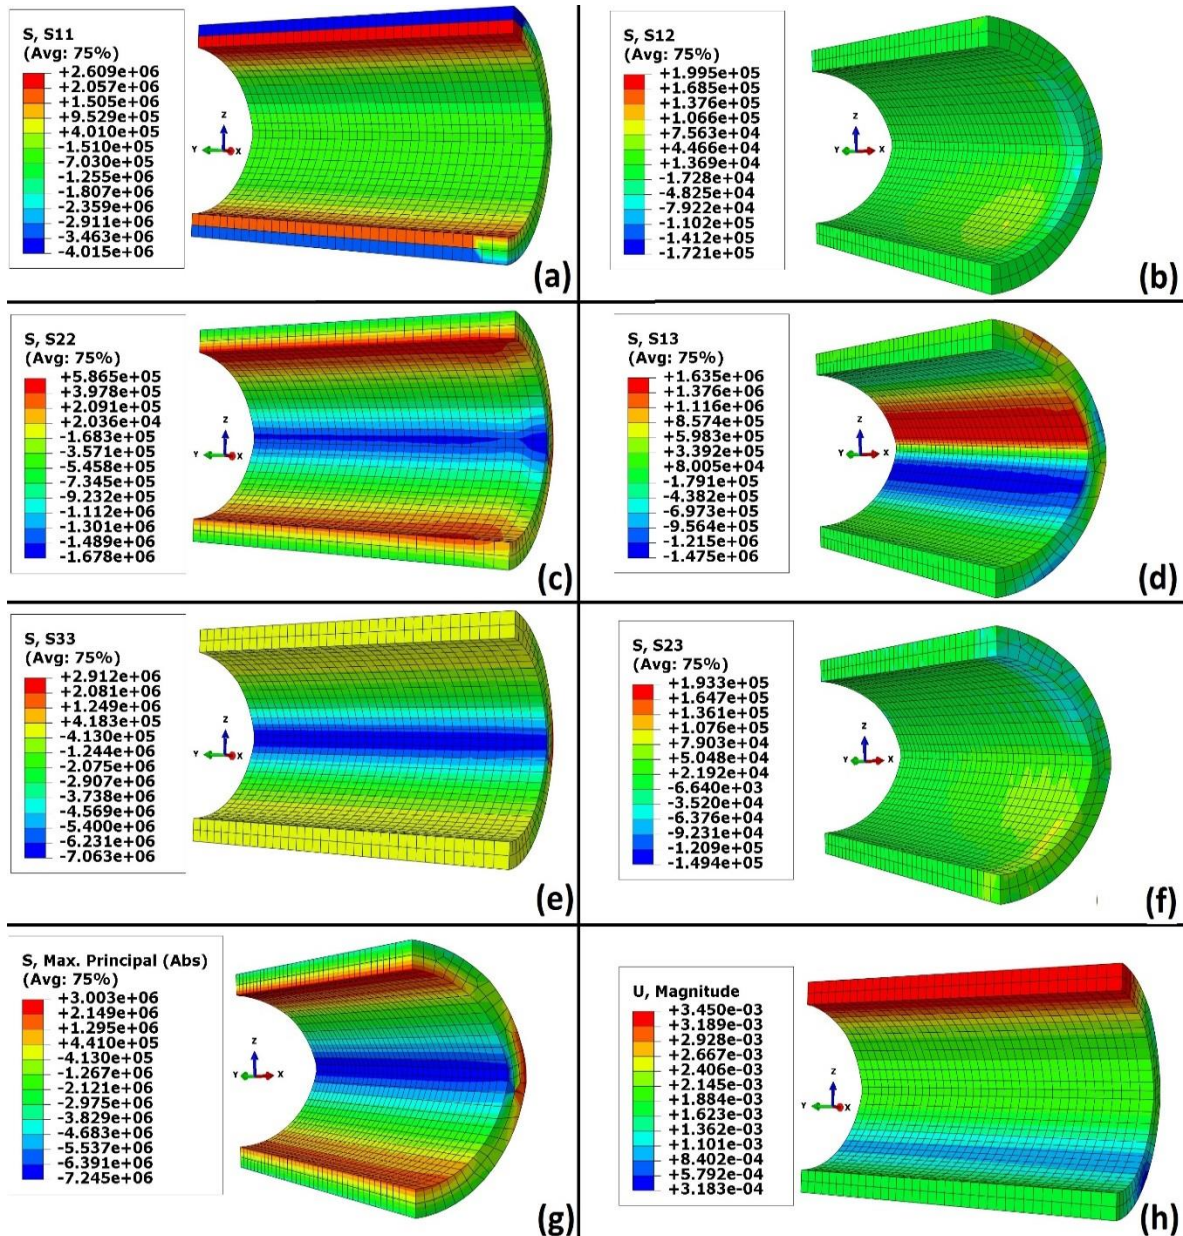 S, S11
(Avg: 75%)
+2.609e+06
+2.057e+06
+1.505e+06
+9.529e+05
+4.010e+05
-1.510e+05
-7.030e+05
-1.255e+06
-1.807e+06
-2.359e+06
-2.911e+06
-3.463e+06
-4.015e+06
Z
Y
X
(a)
S, S12
(Avg: 75%)
+1.995e+05
+1.685e+05
+1.376e+05
+1.066e+05
+7.563e+04
+4.466e+04
+1.369e+04
-1.728e+04
-4.825e+04
-7.922e+04
-1.102e+05
-1.412e+05
-1.721e+05
Z
Y
X
(b)
S, S22
(Avg: 75%)
+5.865e+05
+3.978e+05
+2.091e+05
+2.036e+04
-1.683e+05
-3.571e+05
-5.458e+05
-7.345e+05
-9.232e+05
-1.112e+06
-1.301e+06
-1.489e+06
-1.678e+06
Z
Y
X
(c)
S, S13
(Avg: 75%)
+1.635e+06
+1.376e+06
+1.116e+06
+8.574e+05
+5.983e+05
+3.392e+05
+8.005e+04
-1.791e+05
-4.382e+05
-6.973e+05
-9.564e+05
-1.215e+06
-1.475e+06
Z
Y
X
(d)
S, S33
(Avg: 75%)
+2.912e+06
+2.081e+06
+1.249e+06
+4.183e+05
-4.130e+05
-1.244e+06
-2.075e+06
-2.907e+06
-3.738e+06
-4.569e+06
-5.400e+06
-6.231e+06
-7.063e+06
Z
Y
X
(e)
S, S23
(Avg: 75%)
+1.933e+05
+1.647e+05
+1.361e+05
+1.076e+05
+7.903e+04
+5.048e+04
+2.192e+04
-6.640e+03
-3.520e+04
-6.376e+04
-9.231e+04
-1.209e+05
-1.494e+05
Z
Y
X
(f)
S, Max. Principal (Abs)
(Avg: 75%)
+3.003e+06
+2.149e+06
+1.295e+06
+4.410e+05
-4.130e+05
-1.267e+06
-2.121e+06
-2.975e+06
-3.829e+06
-4.683e+06
-5.537e+06
-6.391e+06
-7.245e+06
Z
Y
X
(g)
U, Magnitude
+3.450e-03
+3.189e-03
+2.928e-03
+2.667e-03
+2.406e-03
+2.145e-03
+1.884e-03
+1.623e-03
+1.362e-03
+1.101e-03
+8.402e-04
+5.792e-04
+3.183e-04
Z
Y
X
(h)